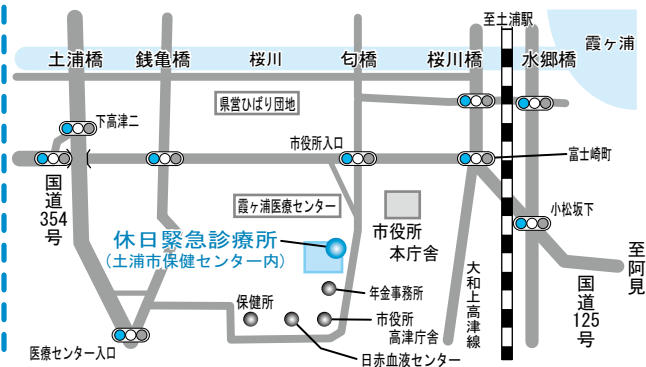 至土浦駅
霞ヶ浦
土浦橋
銭亀橋
桜川
匂橋
桜川橋
水郷橋
県営ひばり団地
下高津二
市役所入口
富士崎町
国道
354
号
霞ヶ浦医療センター
市役所
本庁舎
小松坂下
休日緊急診療所
(土浦市保健センター内)
至阿見
大和上高津線
国道
125
号
年金事務所
保健所
市役所
高津庁舎
医療センター入口
日赤血液センター